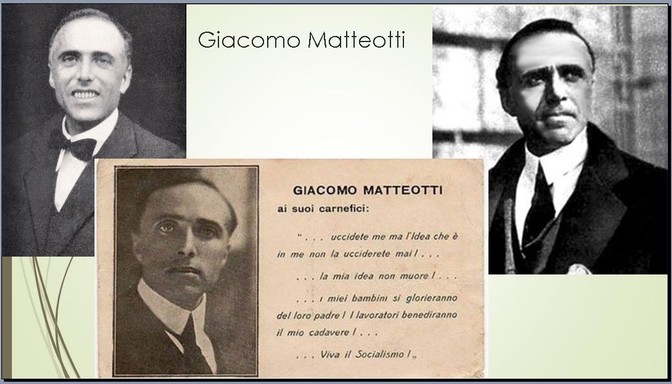 Giacomo Matteotti
GIACOMO MATTEOTTI
ai suoi carnefici:
" . . . uccidete me ma l'Idea che è
in me non la ucciderete mai ! . . .
. . . la mia idea non muore ! . . .
. . . i miei bambini si glorieranno
del loro padre ! I lavoratori benediranno
il mio cadavere ! . . .
. . . Viva il Socialismo ! „